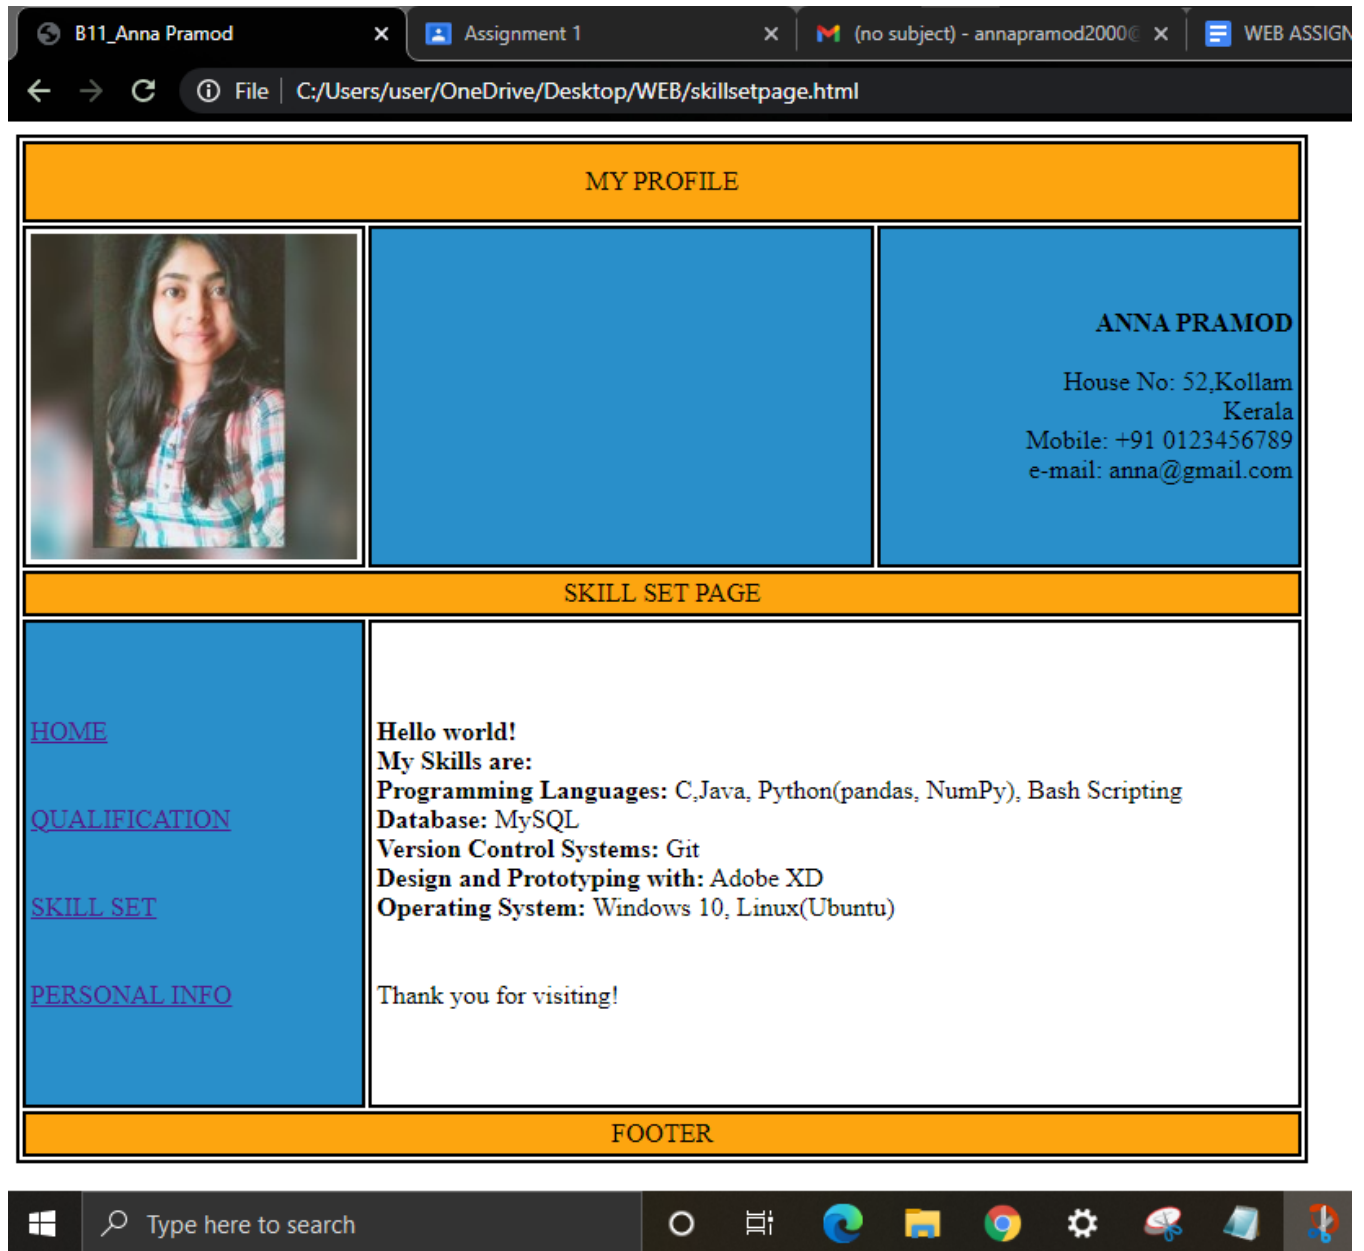 B11_Anna Pramod
Assignment 1
(no subject) - annapramod2000@
WEB ASSIGN
File
C:/Users/user/OneDrive/Desktop/WEB/skillsetpage.html
MY PROFILE
ANNA PRAMOD
House No: 52,Kollam
Kerala
Mobile: +91 0123456789
e-mail: anna@gmail.com
SKILL SET PAGE
HOME
QUALIFICATION
SKILL SET
PERSONAL INFO
Hello world!
My Skills are:
Programming Languages: C,Java, Python(pandas, NumPy), Bash Scripting
Database: MySQL
Version Control Systems: Git
Design and Prototyping with: Adobe XD
Operating System: Windows 10, Linux(Ubuntu)
Thank you for visiting!
FOOTER
Type here to search